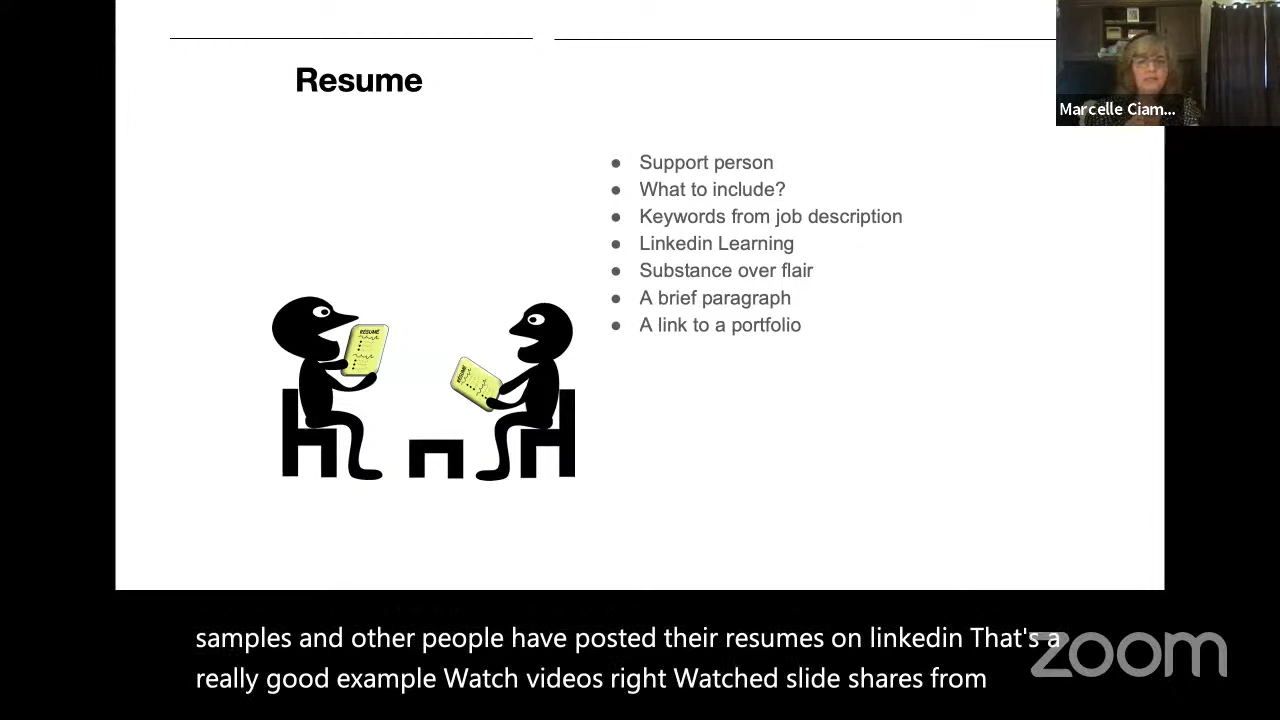 Resume
Marcelle Ciam...
● Support person
● What to include?
● Keywords from job description
● Linkedin Learning
● Substance over flair
● A brief paragraph
● A link to a portfolio
RÉSUMÉ
RÉSUMÉ
samples and other people have posted their resumes on linkedin That's a
really good example Watch videos right Watched slide shares from
zoom